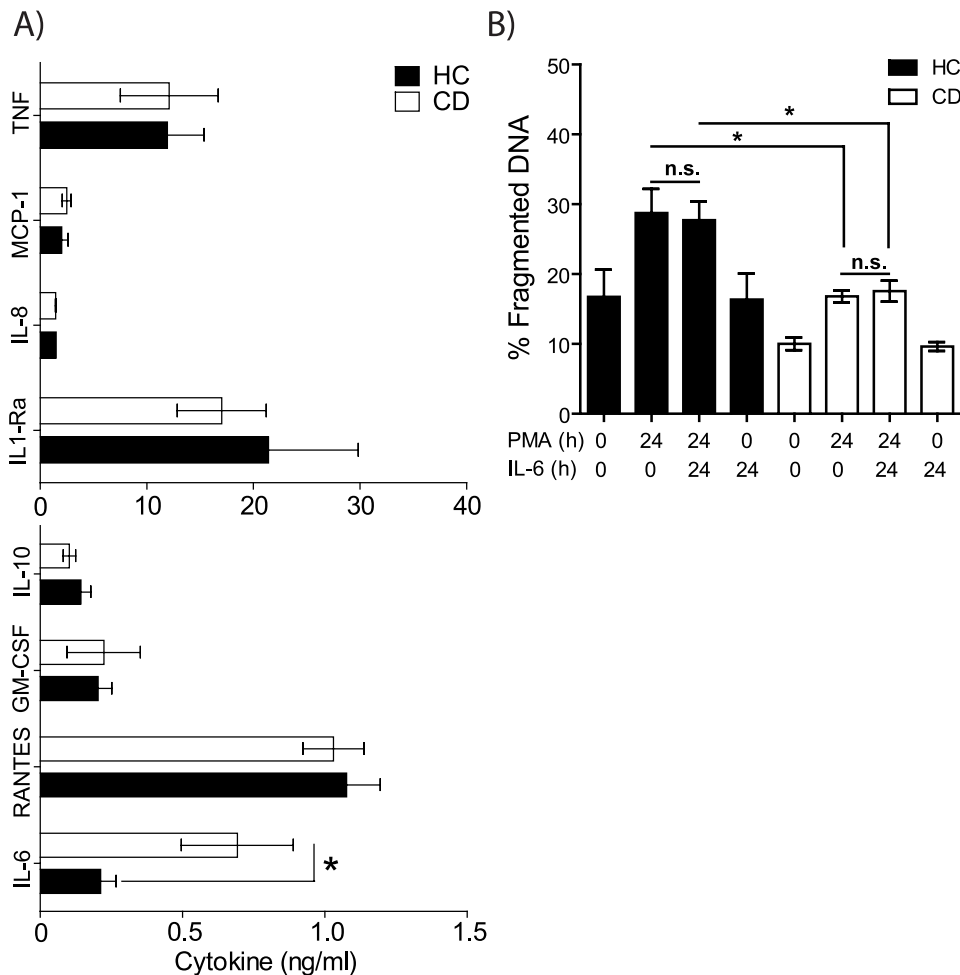 A)
HC
CD
TNF
MCP-1
IL-8
IL1-Ra
0 10 20 30 40
IL-10
GM-CSF
RANTES
IL-6
*
0 0.5 1.0 1.5
Cytokine (ng/ml)
B)
HC
CD
% Fragmented DNA
50
40
30
20
10
0
*
*
n.s.
n.s.
PMA (h) 0 24 24 0 0 24 24 0
IL-6 (h) 0 0 24 24 0 0 24 24